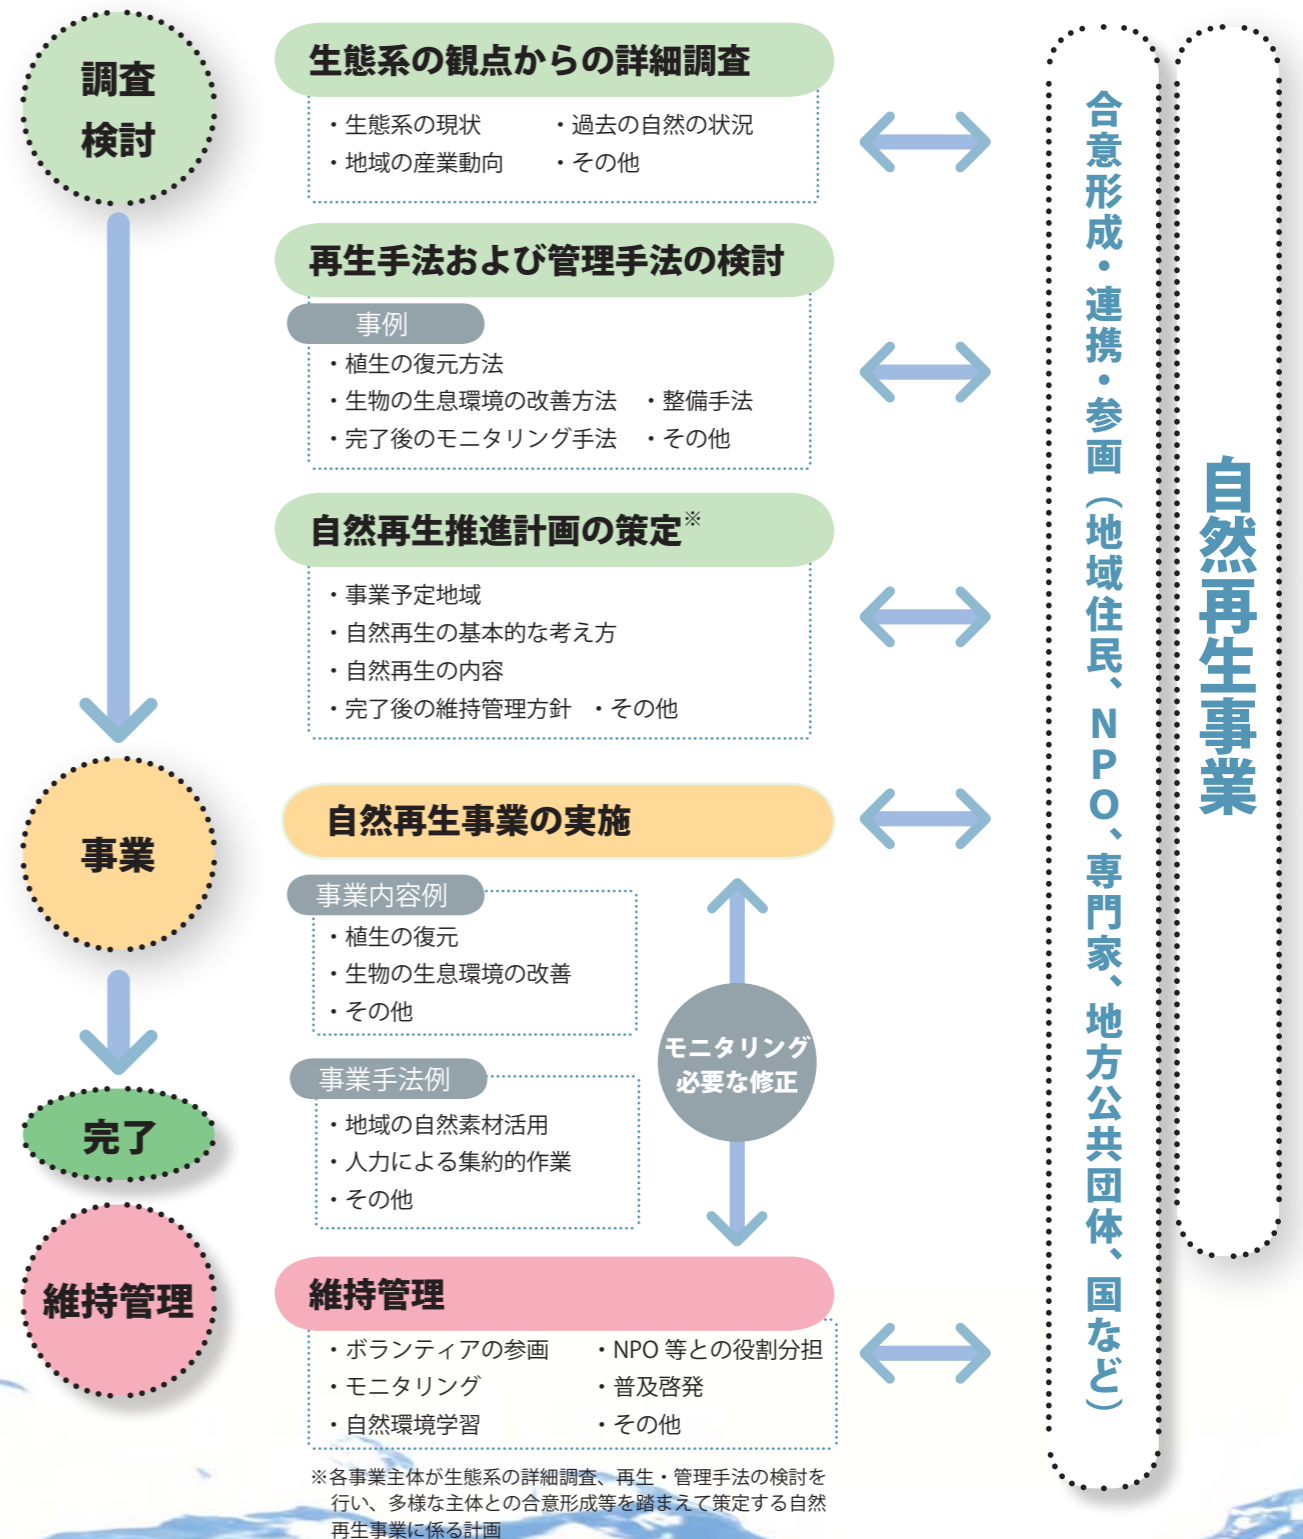 調査
検討
生態系の観点からの詳細調査
・生態系の現状 ・過去の自然の状況
・地域の産業動向 ・その他
再生手法および管理手法の検討
事例
・植生の復元方法
・生物の生息環境の改善方法 ・整備手法
・完了後のモニタリング手法 ・その他
自然再生推進計画の策定※
・事業予定地域
・自然再生の基本的な考え方
・自然再生の内容
・完了後の維持管理方針 ・その他
事業
自然再生事業の実施
事業内容例
・植生の復元
・生物の生息環境の改善
・その他
事業手法例
・地域の自然素材活用
・人力による集約的作業
・その他
モニタリング
必要な修正
完了
維持管理
維持管理
・ボランティアの参画 ・NPO 等との役割分担
・モニタリング ・普及啓発
・自然環境学習 ・その他
※各事業主体が生態系の詳細調査、再生・管理手法の検討を
行い、多様な主体との合意形成等を踏まえて策定する自然
再生事業に係る計画
合意形成・連携・参画（地域住民、NPO、専門家、地方公共団体、国など）
自然再生事業